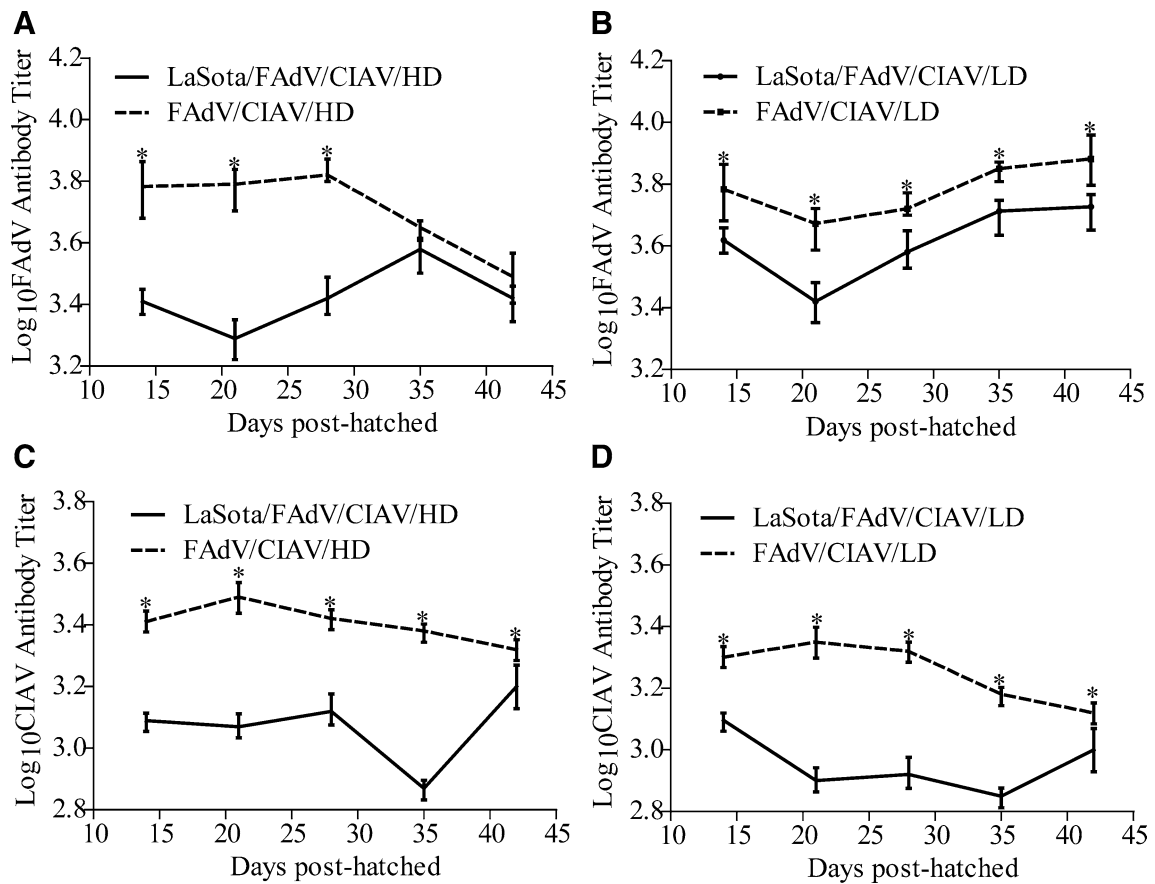 A
Log10FAdV Antibody Titer
4.2
4.0
3.8
3.6
3.4
3.2
LaSota/FAdV/CIAV/HD
FAdV/CIAV/HD
* * *
10 15 20 25 30 35 40 45
Days post-hatched
B
Log10FAdV Antibody Titer
4.2
4.0
3.8
3.6
3.4
3.2
LaSota/FAdV/CIAV/LD
FAdV/CIAV/LD
* * * * *
10 15 20 25 30 35 40 45
Days post-hatched
C
Log10CIAV Antibody Titer
3.8
3.6
3.4
3.2
3.0
2.8
LaSota/FAdV/CIAV/HD
FAdV/CIAV/HD
* * * * *
10 15 20 25 30 35 40 45
Days post-hatched
D
Log10CIAV Antibody Titer
3.8
3.6
3.4
3.2
3.0
2.8
LaSota/FAdV/CIAV/LD
FAdV/CIAV/LD
* * * * *
10 15 20 25 30 35 40 45
Days post-hatched